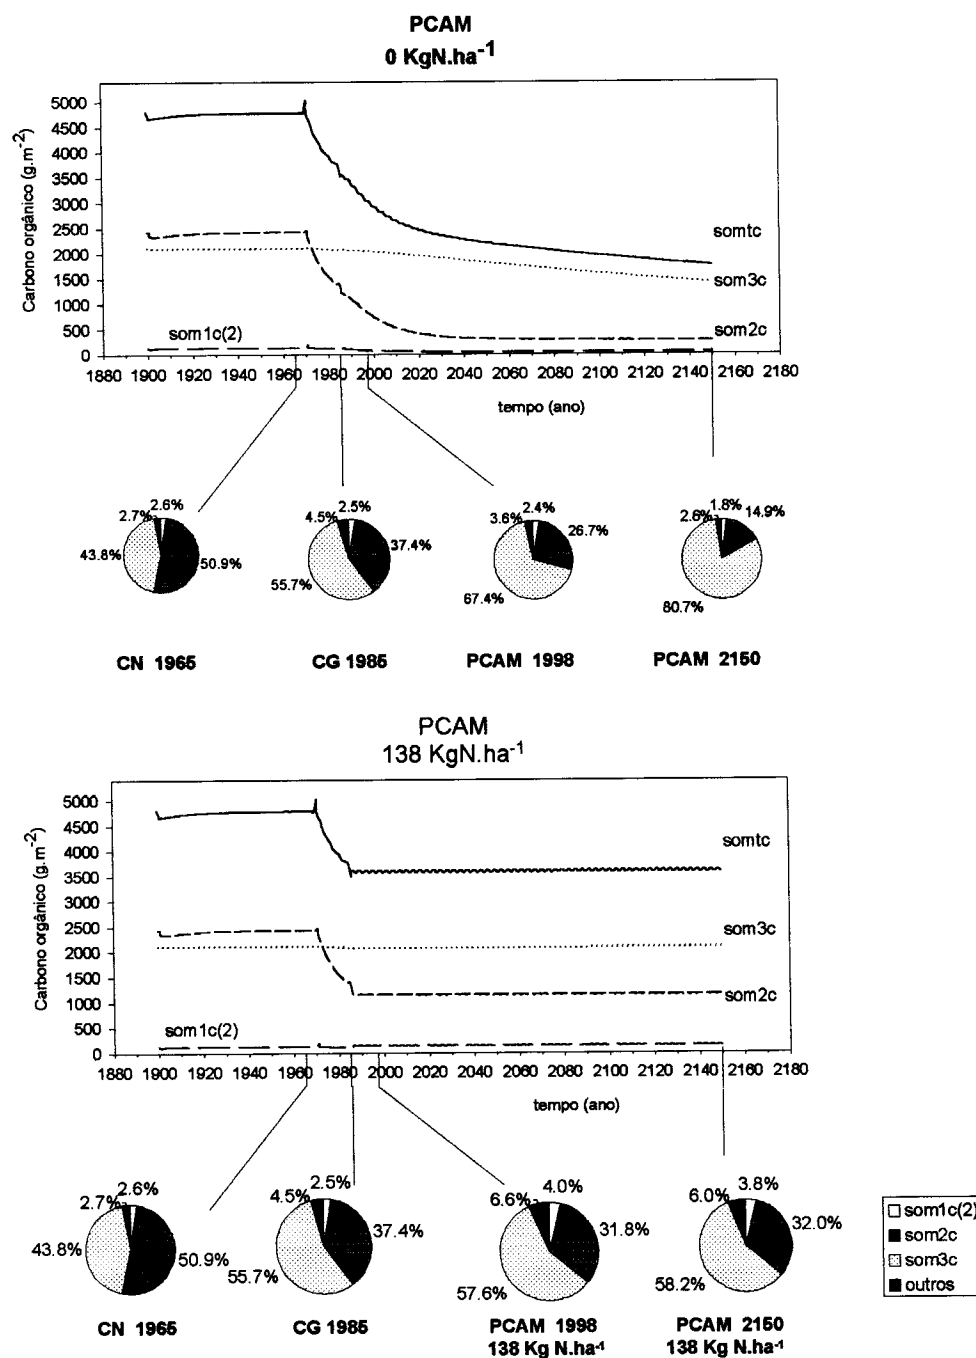 PCAM
0 KgN.ha⁻¹
Carbono orgânico (g.m⁻²)
5000
4500
4000
3500
3000
2500
2000
1500
1000
500
0
somtc
som3c
som2c
som1c(2)
1880 1900 1920 1940 1960 1980 2000 2020 2040 2060 2080 2100 2120 2140 2160 2180
tempo (ano)
2.7% 2.6% 43.8% 50.9%
4.5% 2.5% 37.4% 55.7%
3.6% 2.4% 26.7% 67.4%
2.6% 1.8% 14.9% 80.7%
CN 1965 CG 1985 PCAM 1998 PCAM 2150
PCAM
138 KgN.ha⁻¹
Carbono orgânico (g.m⁻²)
5000
4500
4000
3500
3000
2500
2000
1500
1000
500
0
somtc
som3c
som2c
som1c(2)
1880 1900 1920 1940 1960 1980 2000 2020 2040 2060 2080 2100 2120 2140 2160 2180
tempo (ano)
2.7% 2.6% 43.8% 50.9%
4.5% 2.5% 37.4% 55.7%
6.6% 4.0% 31.8% 57.6%
6.0% 3.8% 32.0% 58.2%
som1c(2)
som2c
som3c
outros
CN 1965 CG 1985 PCAM 1998 PCAM 2150
138 Kg N.ha⁻¹ 138 Kg N.ha⁻¹